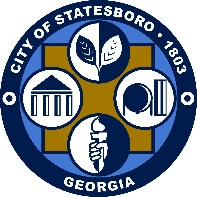 CITY OF STATESBORO • 1803
GEORGIA